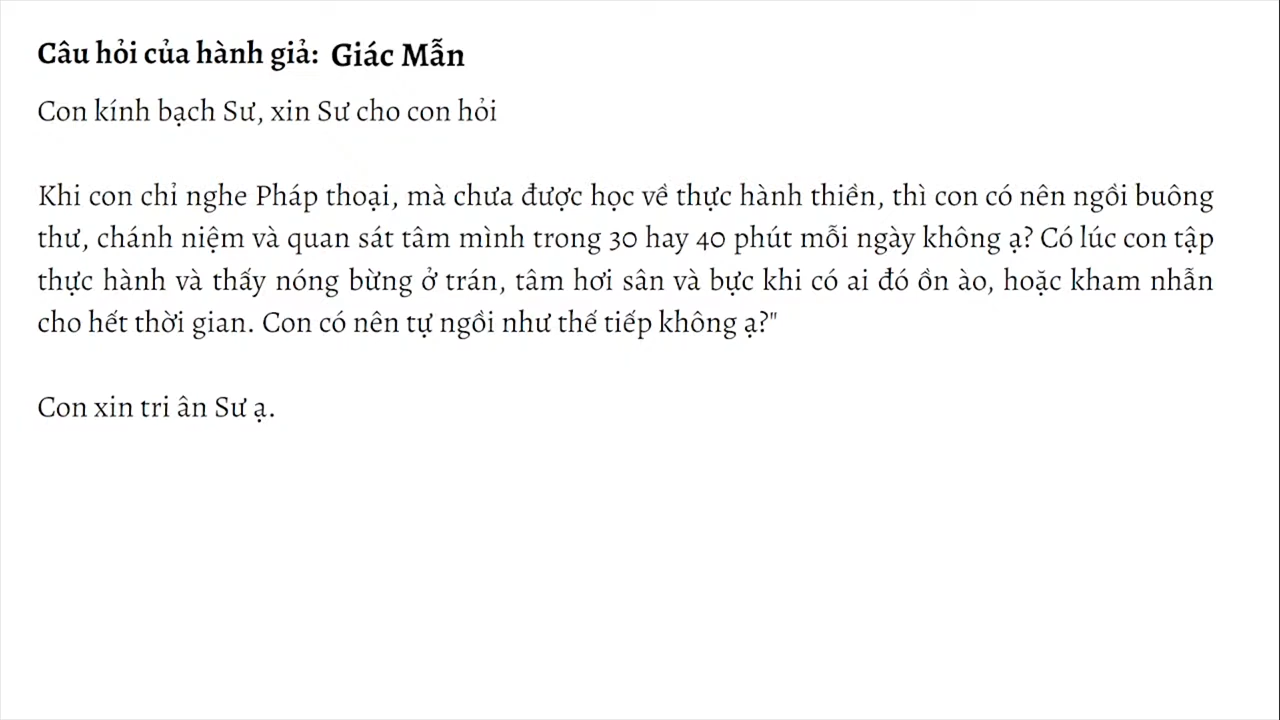 Câu hỏi của hành giả: Giác Mẫn
Con kính bạch Sư, xin Sư cho con hỏi
Khi con chỉ nghe Pháp thoại, mà chưa được học về thực hành thiền, thì con có nên ngồi buông
thư, chánh niệm và quan sát tâm mình trong 30 hay 40 phút mỗi ngày không ạ? Có lúc con tập
thực hành và thấy nóng bừng ở trán, tâm hơi sân và bực khi có ai đó ồn ào, hoặc kham nhẫn
cho hết thời gian. Con có nên tự ngồi như thế tiếp không ạ?"
Con xin tri ân Sư ạ.